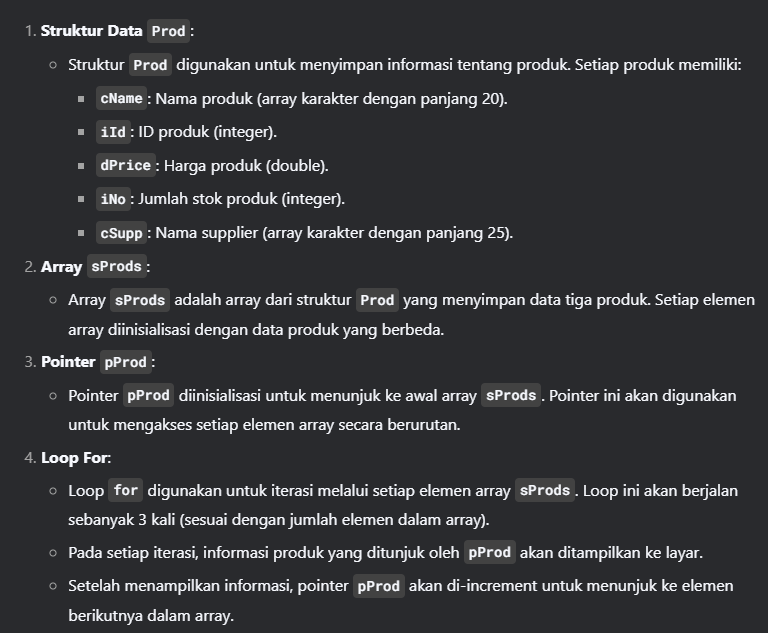 1. Struktur Data Prod:
Struktur Prod digunakan untuk menyimpan informasi tentang produk. Setiap produk memiliki:
cName: Nama produk (array karakter dengan panjang 20).
iId: ID produk (integer).
dPrice: Harga produk (double).
iNo: Jumlah stok produk (integer).
cSupp: Nama supplier (array karakter dengan panjang 25).
2. Array sProds:
Array sProds adalah array dari struktur Prod yang menyimpan data tiga produk. Setiap elemen
array diinisialisasi dengan data produk yang berbeda.
3. Pointer pProd:
Pointer pProd diinisialisasi untuk menunjuk ke awal array sProds. Pointer ini akan digunakan
untuk mengakses setiap elemen array secara berurutan.
4. Loop For:
Loop for digunakan untuk iterasi melalui setiap elemen array sProds. Loop ini akan berjalan
sebanyak 3 kali (sesuai dengan jumlah elemen dalam array).
Pada setiap iterasi, informasi produk yang ditunjuk oleh pProd akan ditampilkan ke layar.
Setelah menampilkan informasi, pointer pProd akan di-increment untuk menunjuk ke elemen
berikutnya dalam array.